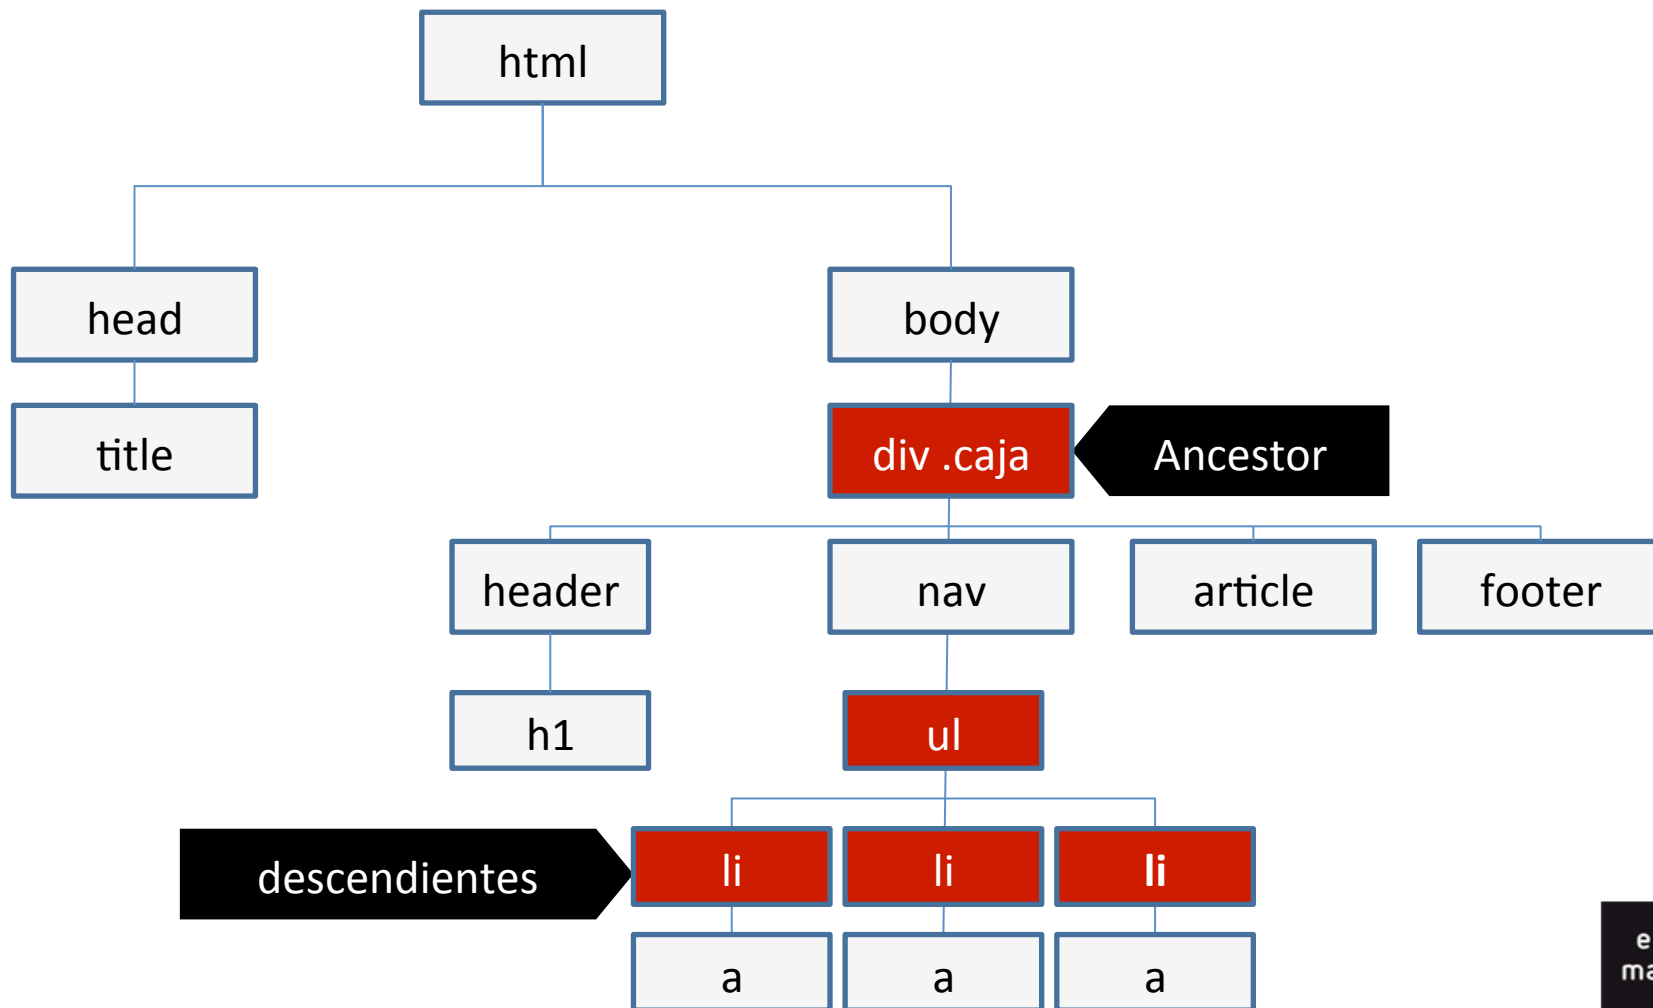 html
head
body
title
div .caja
Ancestor
header
nav
article
footer
h1
ul
descendientes
li
li
li
a
a
a